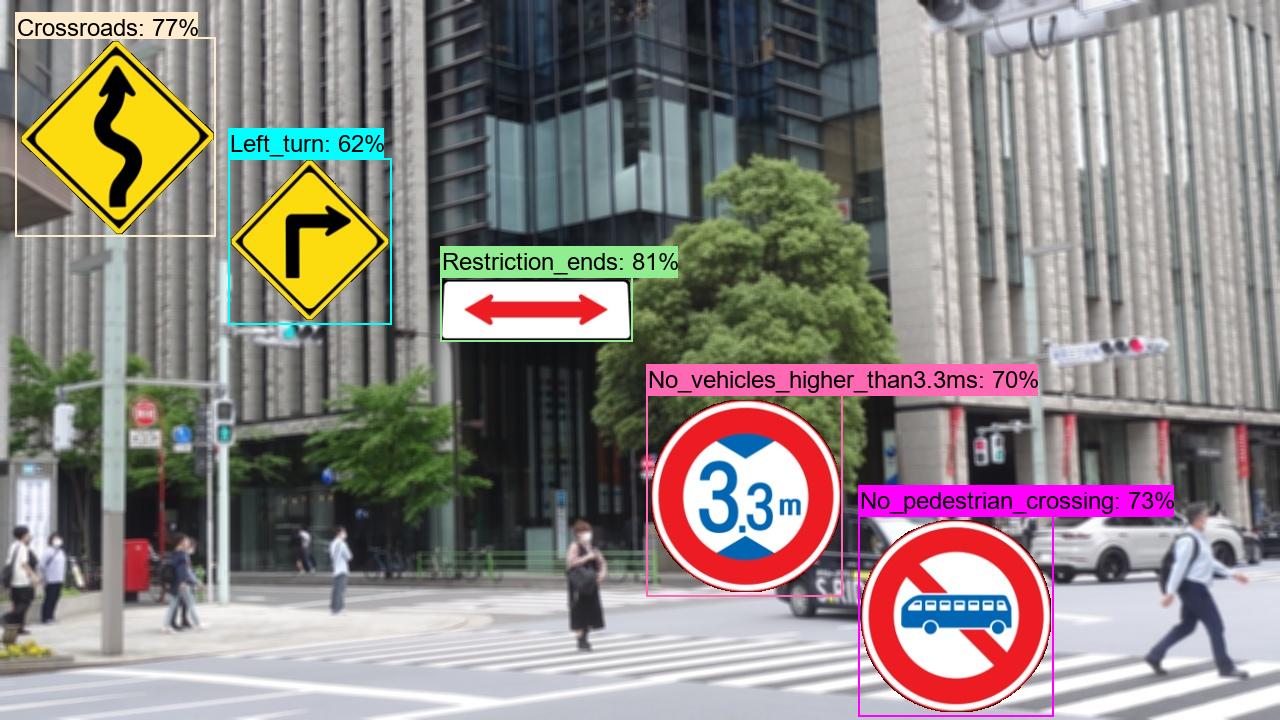 Crossroads: 77%
Left_turn: 62%
Restriction_ends: 81%
No_vehicles_higher_than3.3ms: 70%
3.3m
No_pedestrian_crossing: 73%